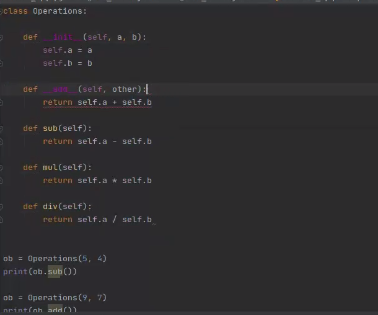 class Operations:
def __init__(self, a, b):
self.a = a
self.b = b
def __add__(self, other):
return self.a + self.b
def sub(self):
return self.a - self.b
def mul(self):
return self.a * self.b
def div(self):
return self.a / self.b
ob = Operations(5, 4)
print(ob.sub())
ob = Operations(9, 7)
print(ob.add())